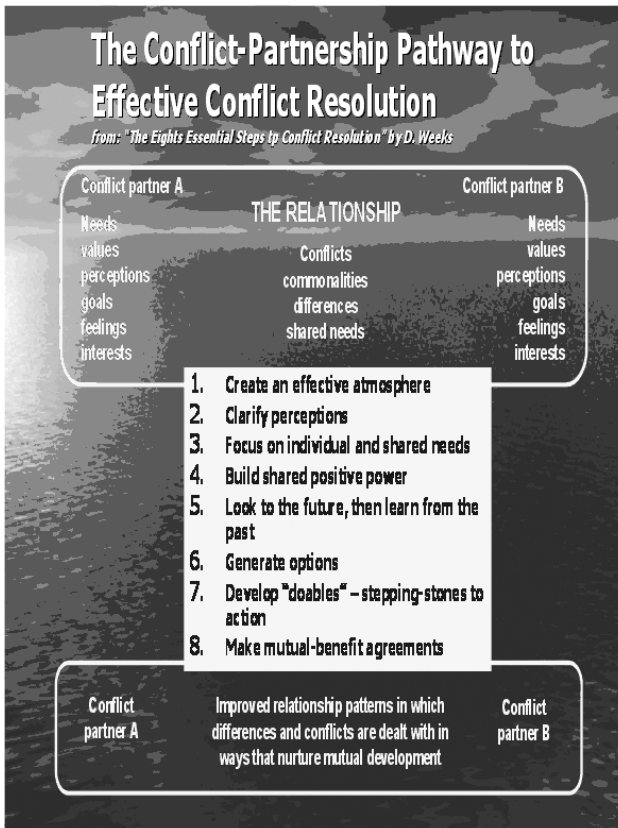 The Conflict-Partnership Pathway to
Effective Conflict Resolution
from: "The Eights Essential Steps tp Conflict Resolution" by D. Weeks
Conflict partner A
Needs
values
perceptions
goals
feelings
interests
THE RELATIONSHIP
Conflicts
commonalities
differences
shared needs
Conflict partner B
Needs
values
perceptions
goals
feelings
interests
1. Create an effective atmosphere
2. Clarify perceptions
3. Focus on individual and shared needs
4. Build shared positive power
5. Look to the future, then learn from the
past
6. Generate options
7. Develop "doables" – stepping-stones to
action
8. Make mutual-benefit agreements
Conflict
partner A
Improved relationship patterns in which
differences and conflicts are dealt with in
ways that nurture mutual development
Conflict
partner B